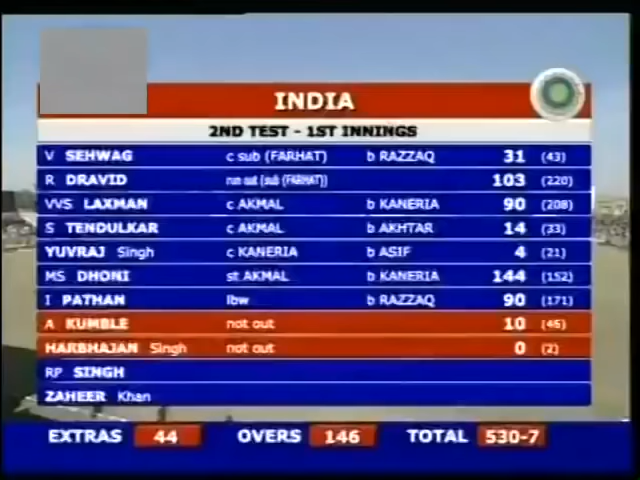 INDIA
2ND TEST - 1ST INNINGS
V SEHWAG c sub (FARHAT) b RAZZAQ 31 (43)
R DRAVID run out (sub (FARHAT)) 103 (220)
VVS LAXMAN c AKMAL b KANERIA 90 (208)
S TENDULKAR c AKMAL b AKHTAR 14 (33)
YUVRAJ Singh c KANERIA b ASIF 4 (21)
MS DHONI st AKMAL b KANERIA 144 (152)
I PATHAN lbw b RAZZAQ 90 (171)
A KUMBLE not out 10 (45)
HARBHAJAN Singh not out 0 (2)
RP SINGH
ZAHEER Khan
EXTRAS 44 OVERS 146 TOTAL 530-7